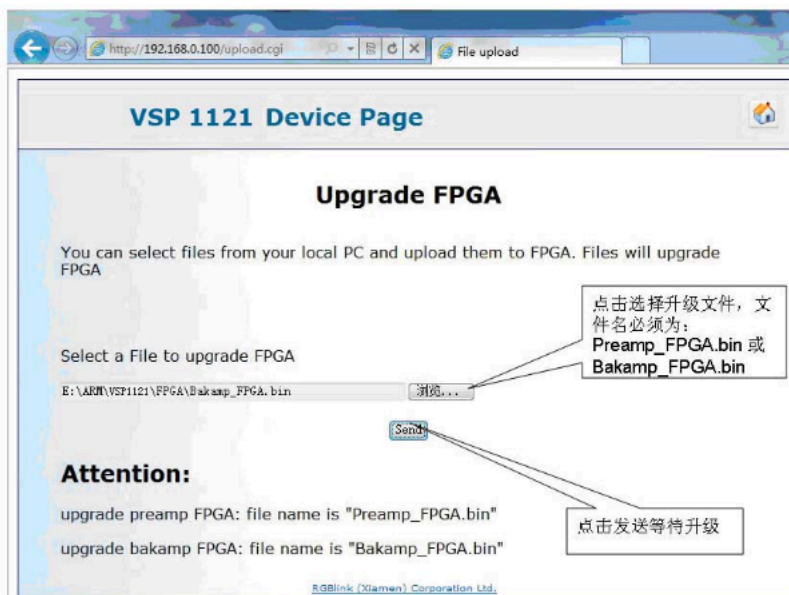 http://192.168.0.100/upload.cgi
File upload
VSP 1121 Device Page
Upgrade FPGA
You can select files from your local PC and upload them to FPGA. Files will upgrade
FPGA
点击选择升级文件，文
件名必须为：
Preamp_FPGA.bin 或
Bakamp_FPGA.bin
Select a File to upgrade FPGA
E:\ARM\VSP1121\FPGA\Bakamp_FPGA.bin
浏览...
Send
Attention:
upgrade preamp FPGA: file name is "Preamp_FPGA.bin"
点击发送等待升级
upgrade bakamp FPGA: file name is "Bakamp_FPGA.bin"
RGBlink (Xiamen) Corporation Ltd.